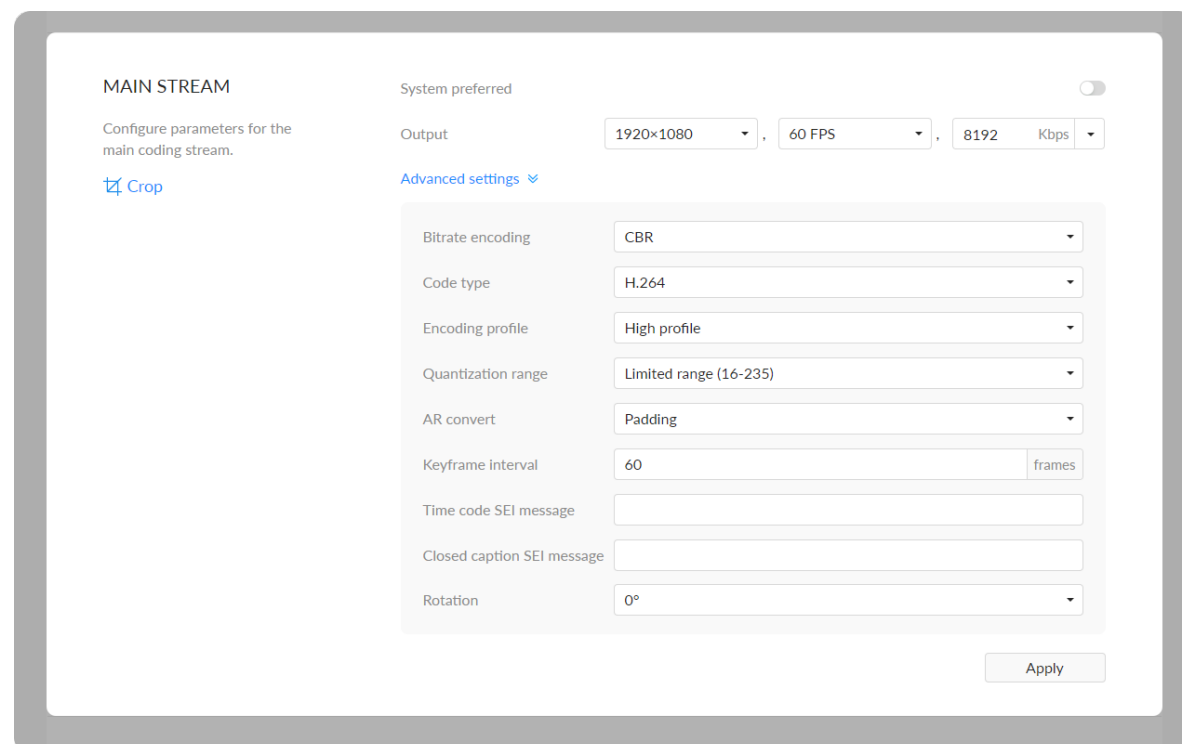 MAIN STREAM
Configure parameters for the
main coding stream.
Crop
System preferred
Output 1920×1080 , 60 FPS , 8192 Kbps
Advanced settings
Bitrate encoding CBR
Code type H.264
Encoding profile High profile
Quantization range Limited range (16-235)
AR convert Padding
Keyframe interval 60 frames
Time code SEI message
Closed caption SEI message
Rotation 0°
Apply